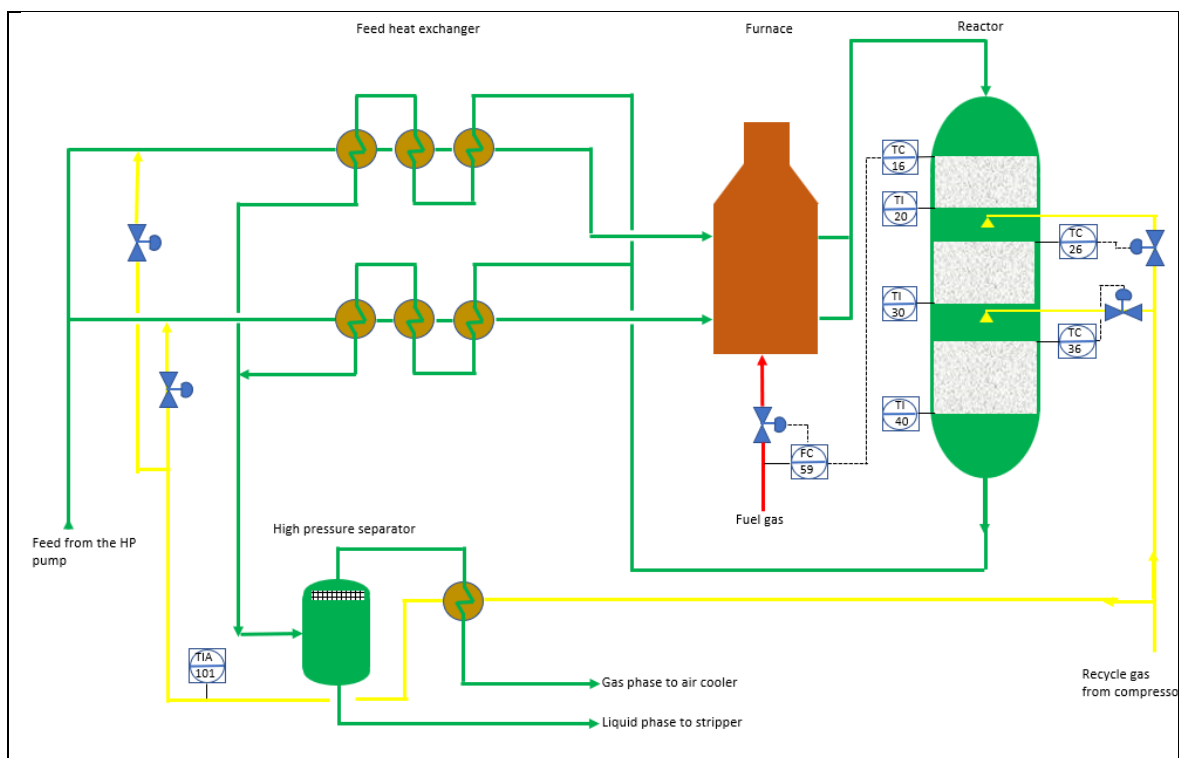 Feed heat exchanger
Furnace
Reactor
TC
16
TI
20
TC
26
TI
30
TC
36
TI
40
FC
59
Fuel gas
Feed from the HP
pump
High pressure separator
TIA
101
Gas phase to air cooler
Liquid phase to stripper
Recycle gas
from compresso